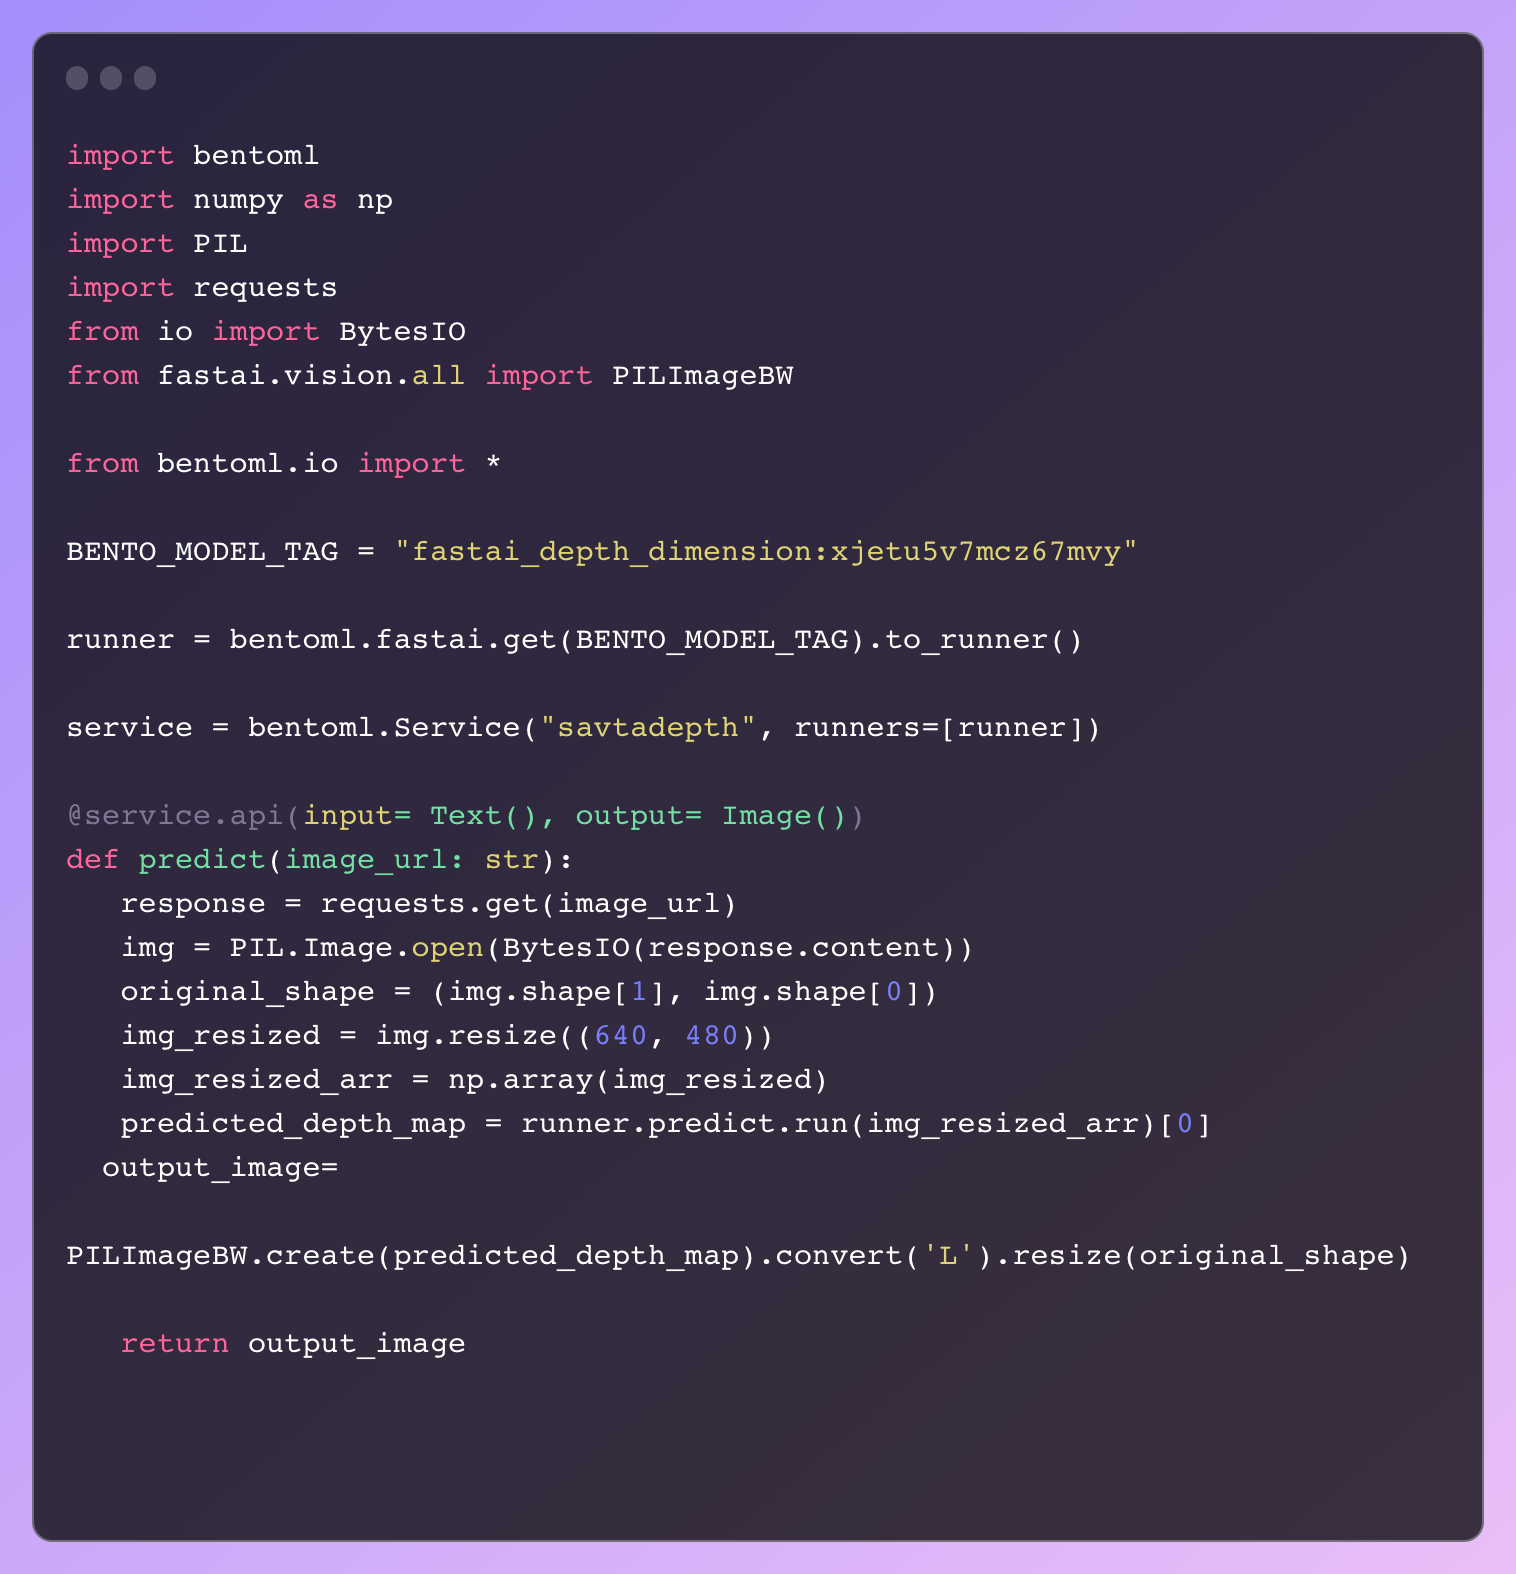 import bentoml
import numpy as np
import PIL
import requests
from io import BytesIO
from fastai.vision.all import PILImageBW

from bentoml.io import *

BENTO_MODEL_TAG = "fastai_depth_dimension:xjetu5v7mcz67mvy"

runner = bentoml.fastai.get(BENTO_MODEL_TAG).to_runner()

service = bentoml.Service("savtadepth", runners=[runner])

@service.api(input= Text(), output= Image())
def predict(image_url: str):
   response = requests.get(image_url)
   img = PIL.Image.open(BytesIO(response.content))
   original_shape = (img.shape[1], img.shape[0])
   img_resized = img.resize((640, 480))
   img_resized_arr = np.array(img_resized)
   predicted_depth_map = runner.predict.run(img_resized_arr)[0]
  output_image=

PILImageBW.create(predicted_depth_map).convert('L').resize(original_shape)

   return output_image